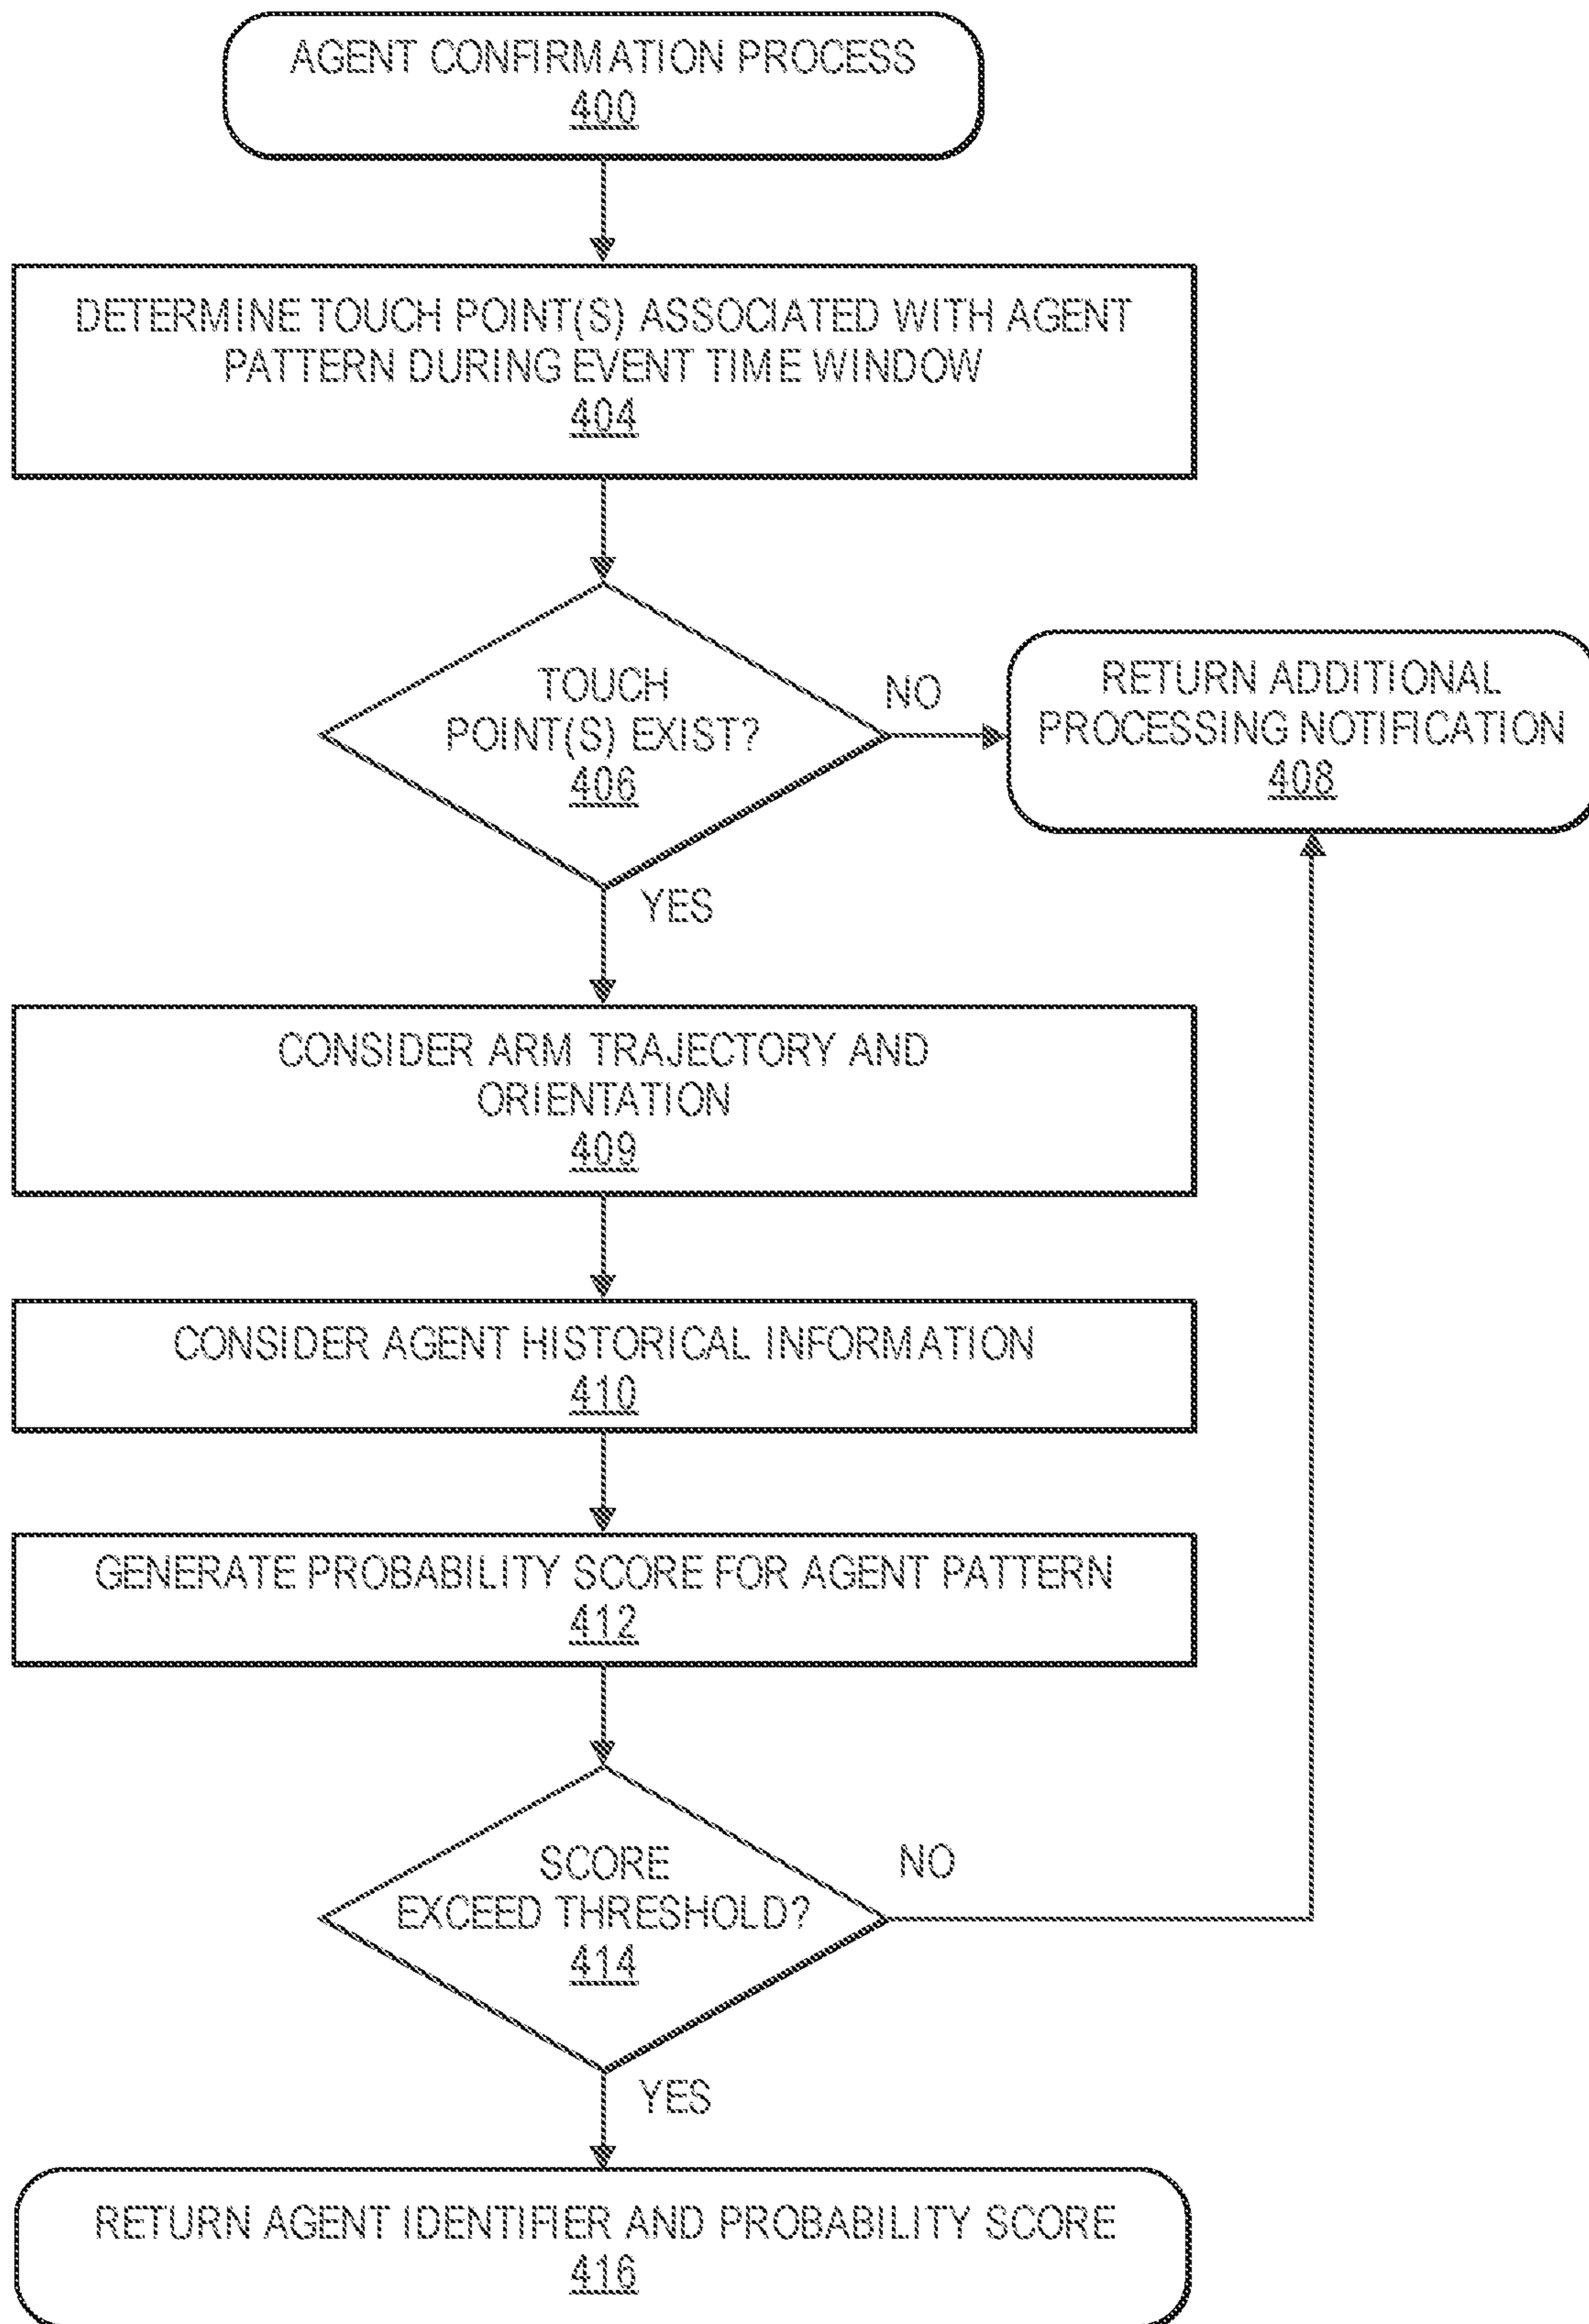 AGENT CONFIRMATION PROCESS
400
DETERMINE TOUCH POINT(S) ASSOCIATED WITH AGENT
PATTERN DURING EVENT TIME WINDOW
404
TOUCH
POINT(S) EXIST?
406
NO
RETURN ADDITIONAL
PROCESSING NOTIFICATION
408
YES
CONSIDER ARM TRAJECTORY AND
ORIENTATION
409
CONSIDER AGENT HISTORICAL INFORMATION
410
GENERATE PROBABILITY SCORE FOR AGENT PATTERN
412
SCORE
EXCEED THRESHOLD?
414
NO
YES
RETURN AGENT IDENTIFIER AND PROBABILITY SCORE
416